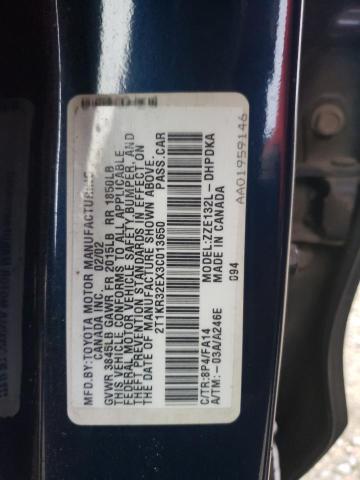 MFD.BY:TOYOTA MOTOR MANUFACTURING
CANADA INC. 02/02
GVWR 3845LB GAWR FR 2015LB RR 1850LB
THIS VEHICLE CONFORMS TO ALL APPLICABLE
FEDERAL MOTOR VEHICLE SAFETY, BUMPER, AND
THEFT PREVENTION STANDARDS IN EFFECT ON
THE DATE OF MANUFACTURE SHOWN ABOVE.
2T1KR32EX3C013650 PASS.CAR
C/TR:8P4/FA14 MODEL:ZZE132L-DHPDKA
A/TM:-03A/A246E MADE IN CANADA
094
AA01959146